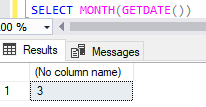 SELECT MONTH(GETDATE())
00 %
Results Messages
(No column name)
1 3